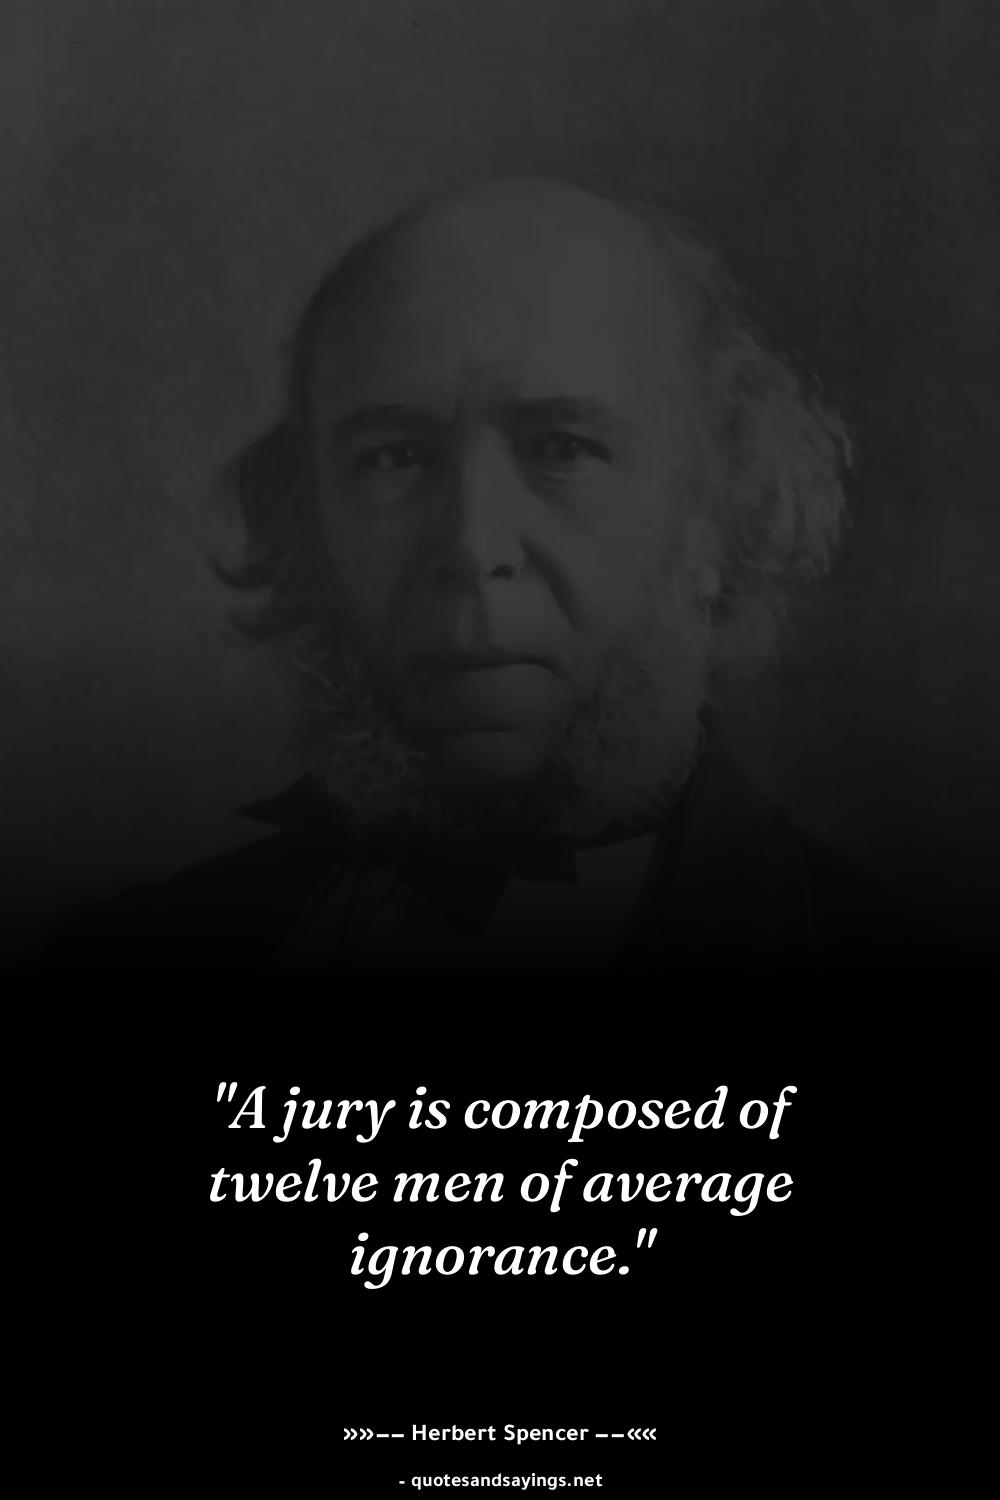 "A jury is composed of
twelve men of average
ignorance."
»»−− Herbert Spencer −−««
- quotesandsayings.net